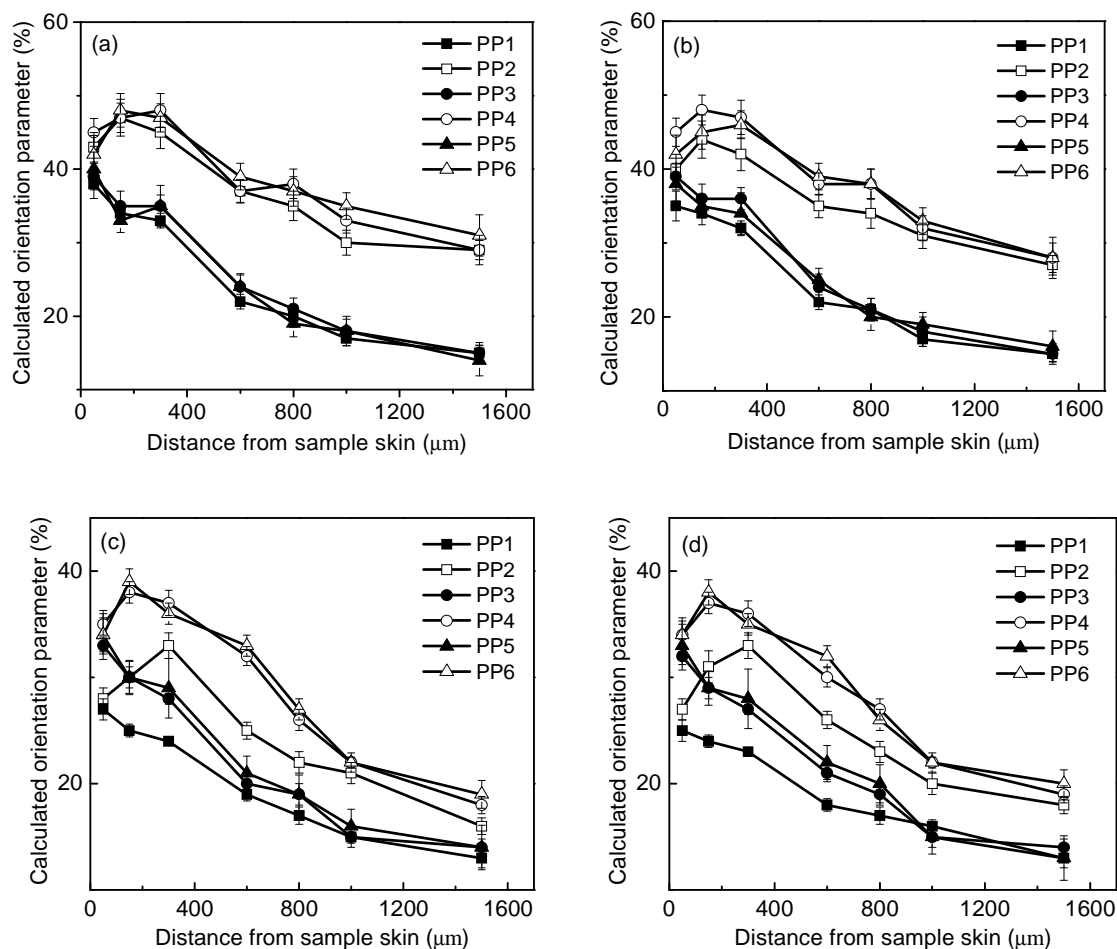 60
(a)
PP1
PP2
PP3
PP4
PP5
PP6
40
20
0 400 800 1200 1600
Calculated orientation parameter (%)
Distance from sample skin (μm)
60
(b)
PP1
PP2
PP3
PP4
PP5
PP6
40
20
0 400 800 1200 1600
Calculated orientation parameter (%)
Distance from sample skin (μm)
(c)
PP1
PP2
PP3
PP4
PP5
PP6
40
20
0 400 800 1200 1600
Calculated orientation parameter (%)
Distance from sample skin (μm)
(d)
PP1
PP2
PP3
PP4
PP5
PP6
40
20
0 400 800 1200 1600
Calculated orientation parameter (%)
Distance from sample skin (μm)